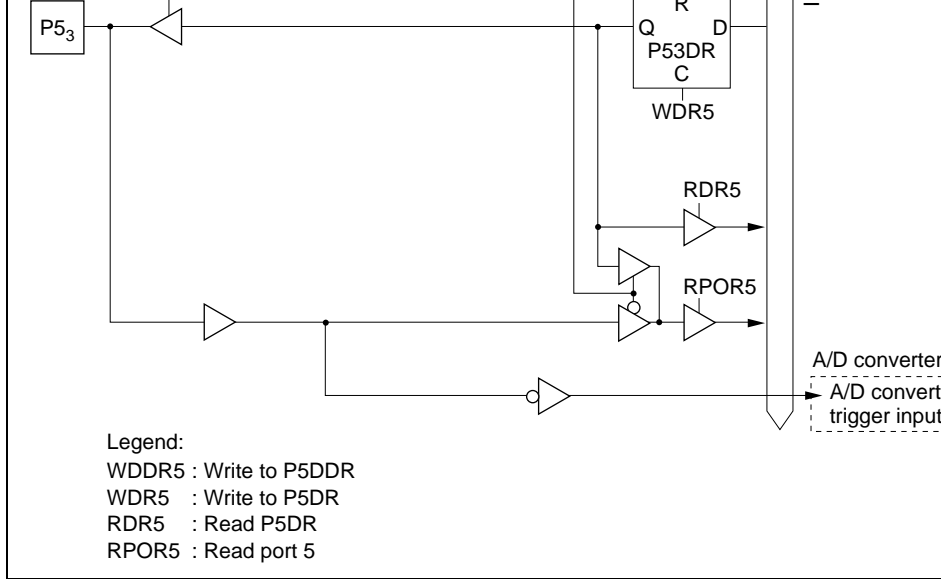 R
P5₃
Q D
P53DR
C
WDR5
RDR5
RPOR5
A/D converter
A/D convert
trigger input
Legend:
WDDR5 : Write to P5DDR
WDR5 : Write to P5DR
RDR5 : Read P5DR
RPOR5 : Read port 5